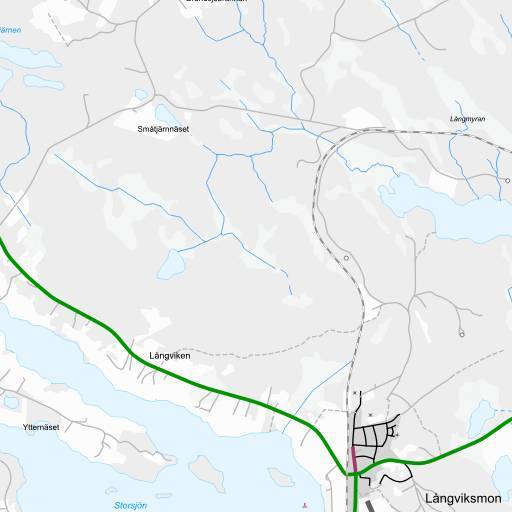 Långmyran
Småtjärnnäset
Långviken
Ytternäset
Långviksmon
Storsjön